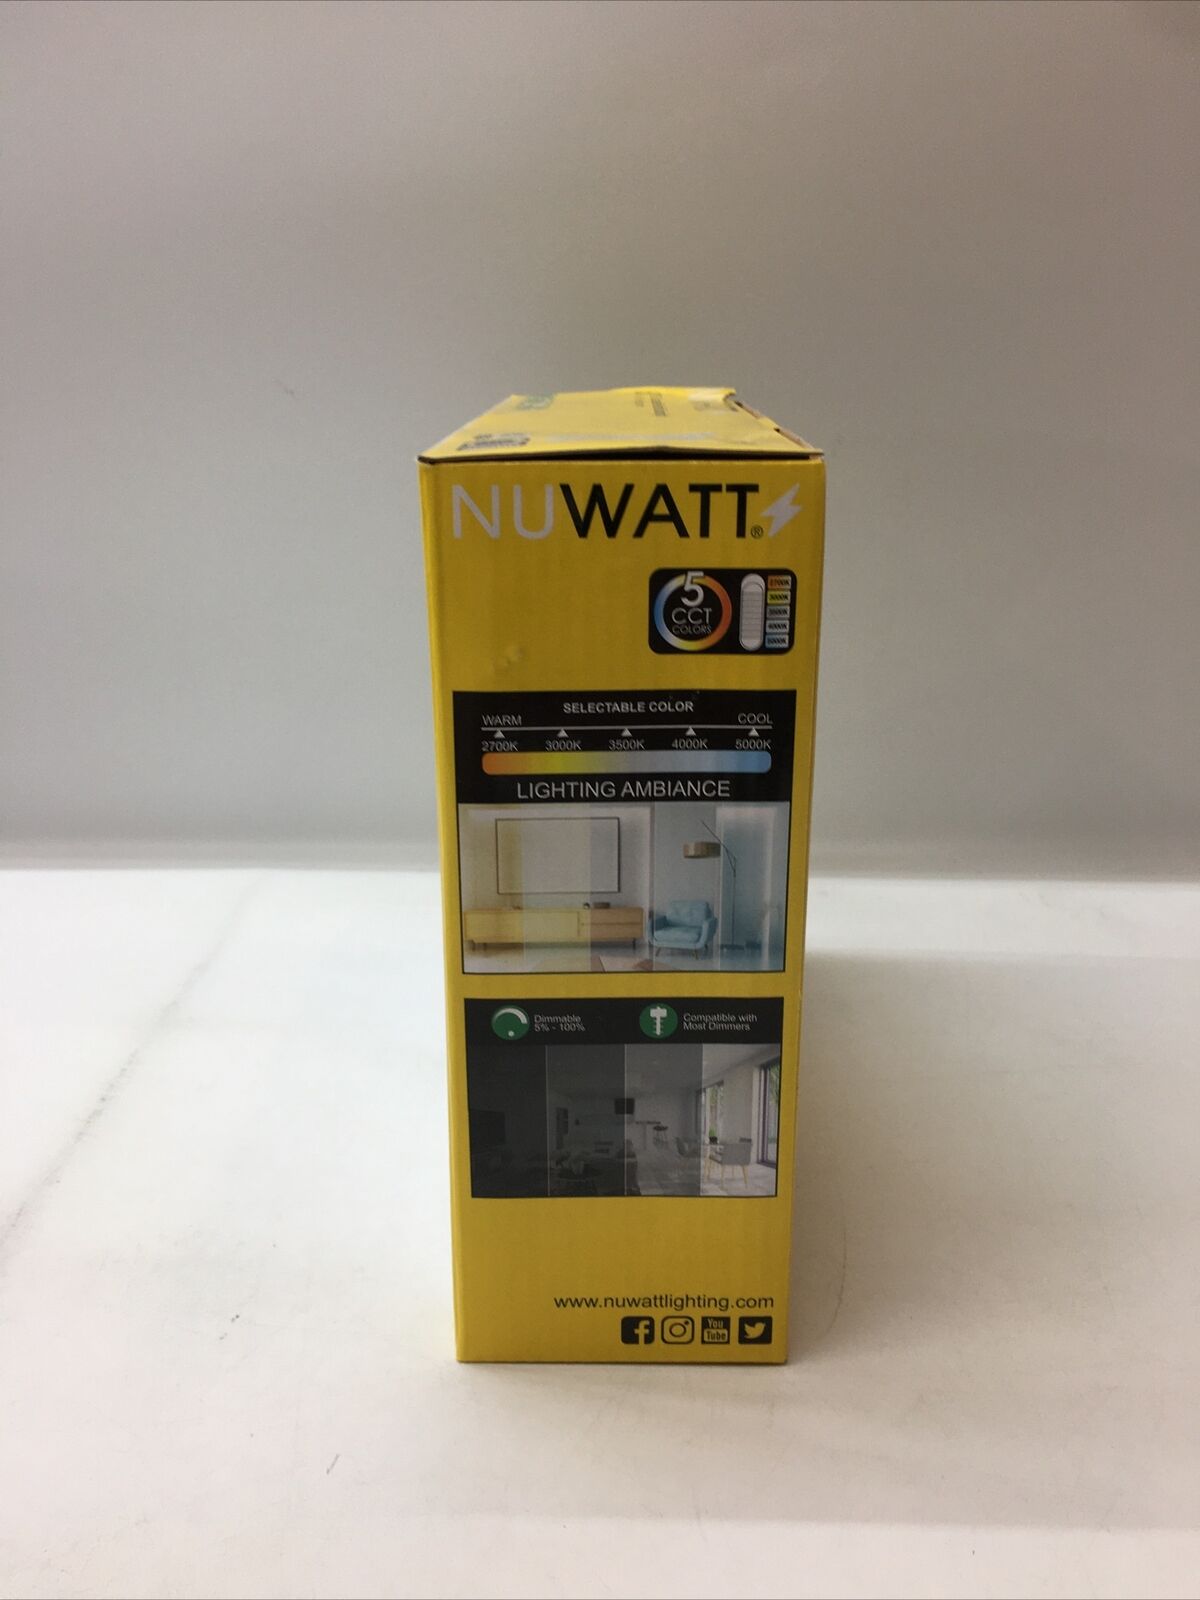 NUWATT®
5
CCT
COLORS
2700K
3000K
3500K
4000K
5000K
SELECTABLE COLOR
WARM COOL
2700K 3000K 3500K 4000K 5000K
LIGHTING AMBIANCE
Dimmable
5% - 100%
Compatible with
Most Dimmers
www.nuwattlighting.com
You
Tube